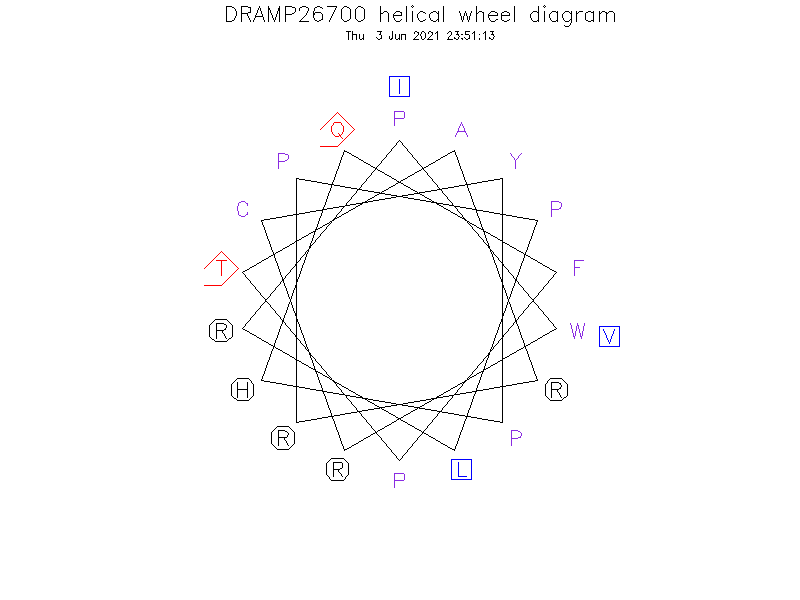 DRAMP26700 helical wheel diagram
Thu 3 Jun 2021 23:51:13
I
Q P A
P Y
C P
T F
R W V
H R
R P
R L
P